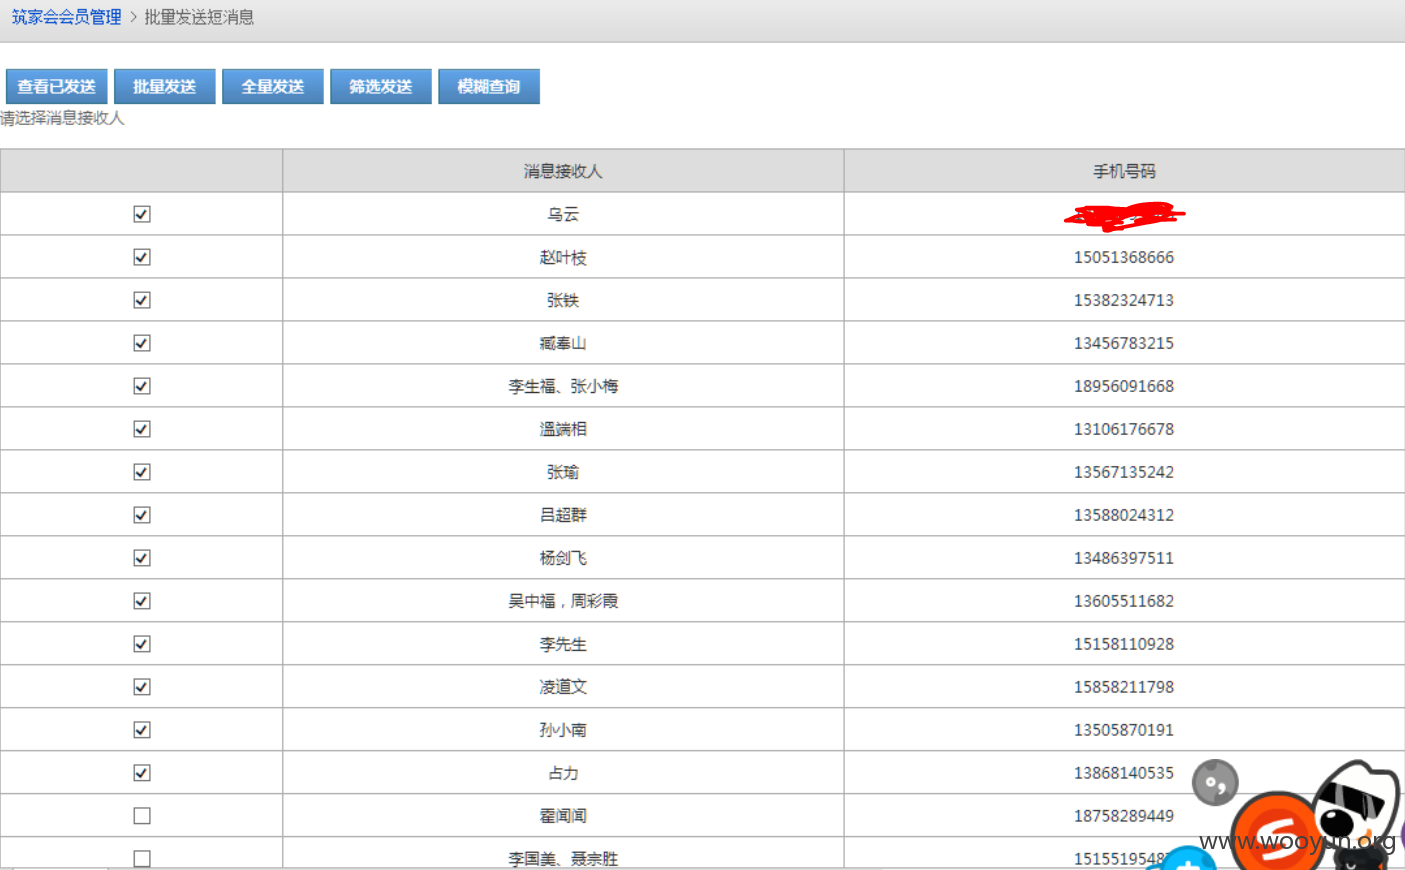 筑家会会员管理 > 批量发送短消息
查看已发送 批量发送 全量发送 筛选发送 模糊查询
请选择消息接收人
消息接收人 手机号码
乌云
赵叶枝 15051368666
张铁 15382324713
臧奉山 13456783215
李生福、张小梅 18956091668
温端相 13106176678
张瑜 13567135242
吕超群 13588024312
杨剑飞 13486397511
吴中福，周彩霞 13605511682
李先生 15158110928
凌道文 15858211798
孙小南 13505870191
占力 13868140535
霍闻闻 18758289449
李国美、聂宗胜 1515519548
www.wooyun.org